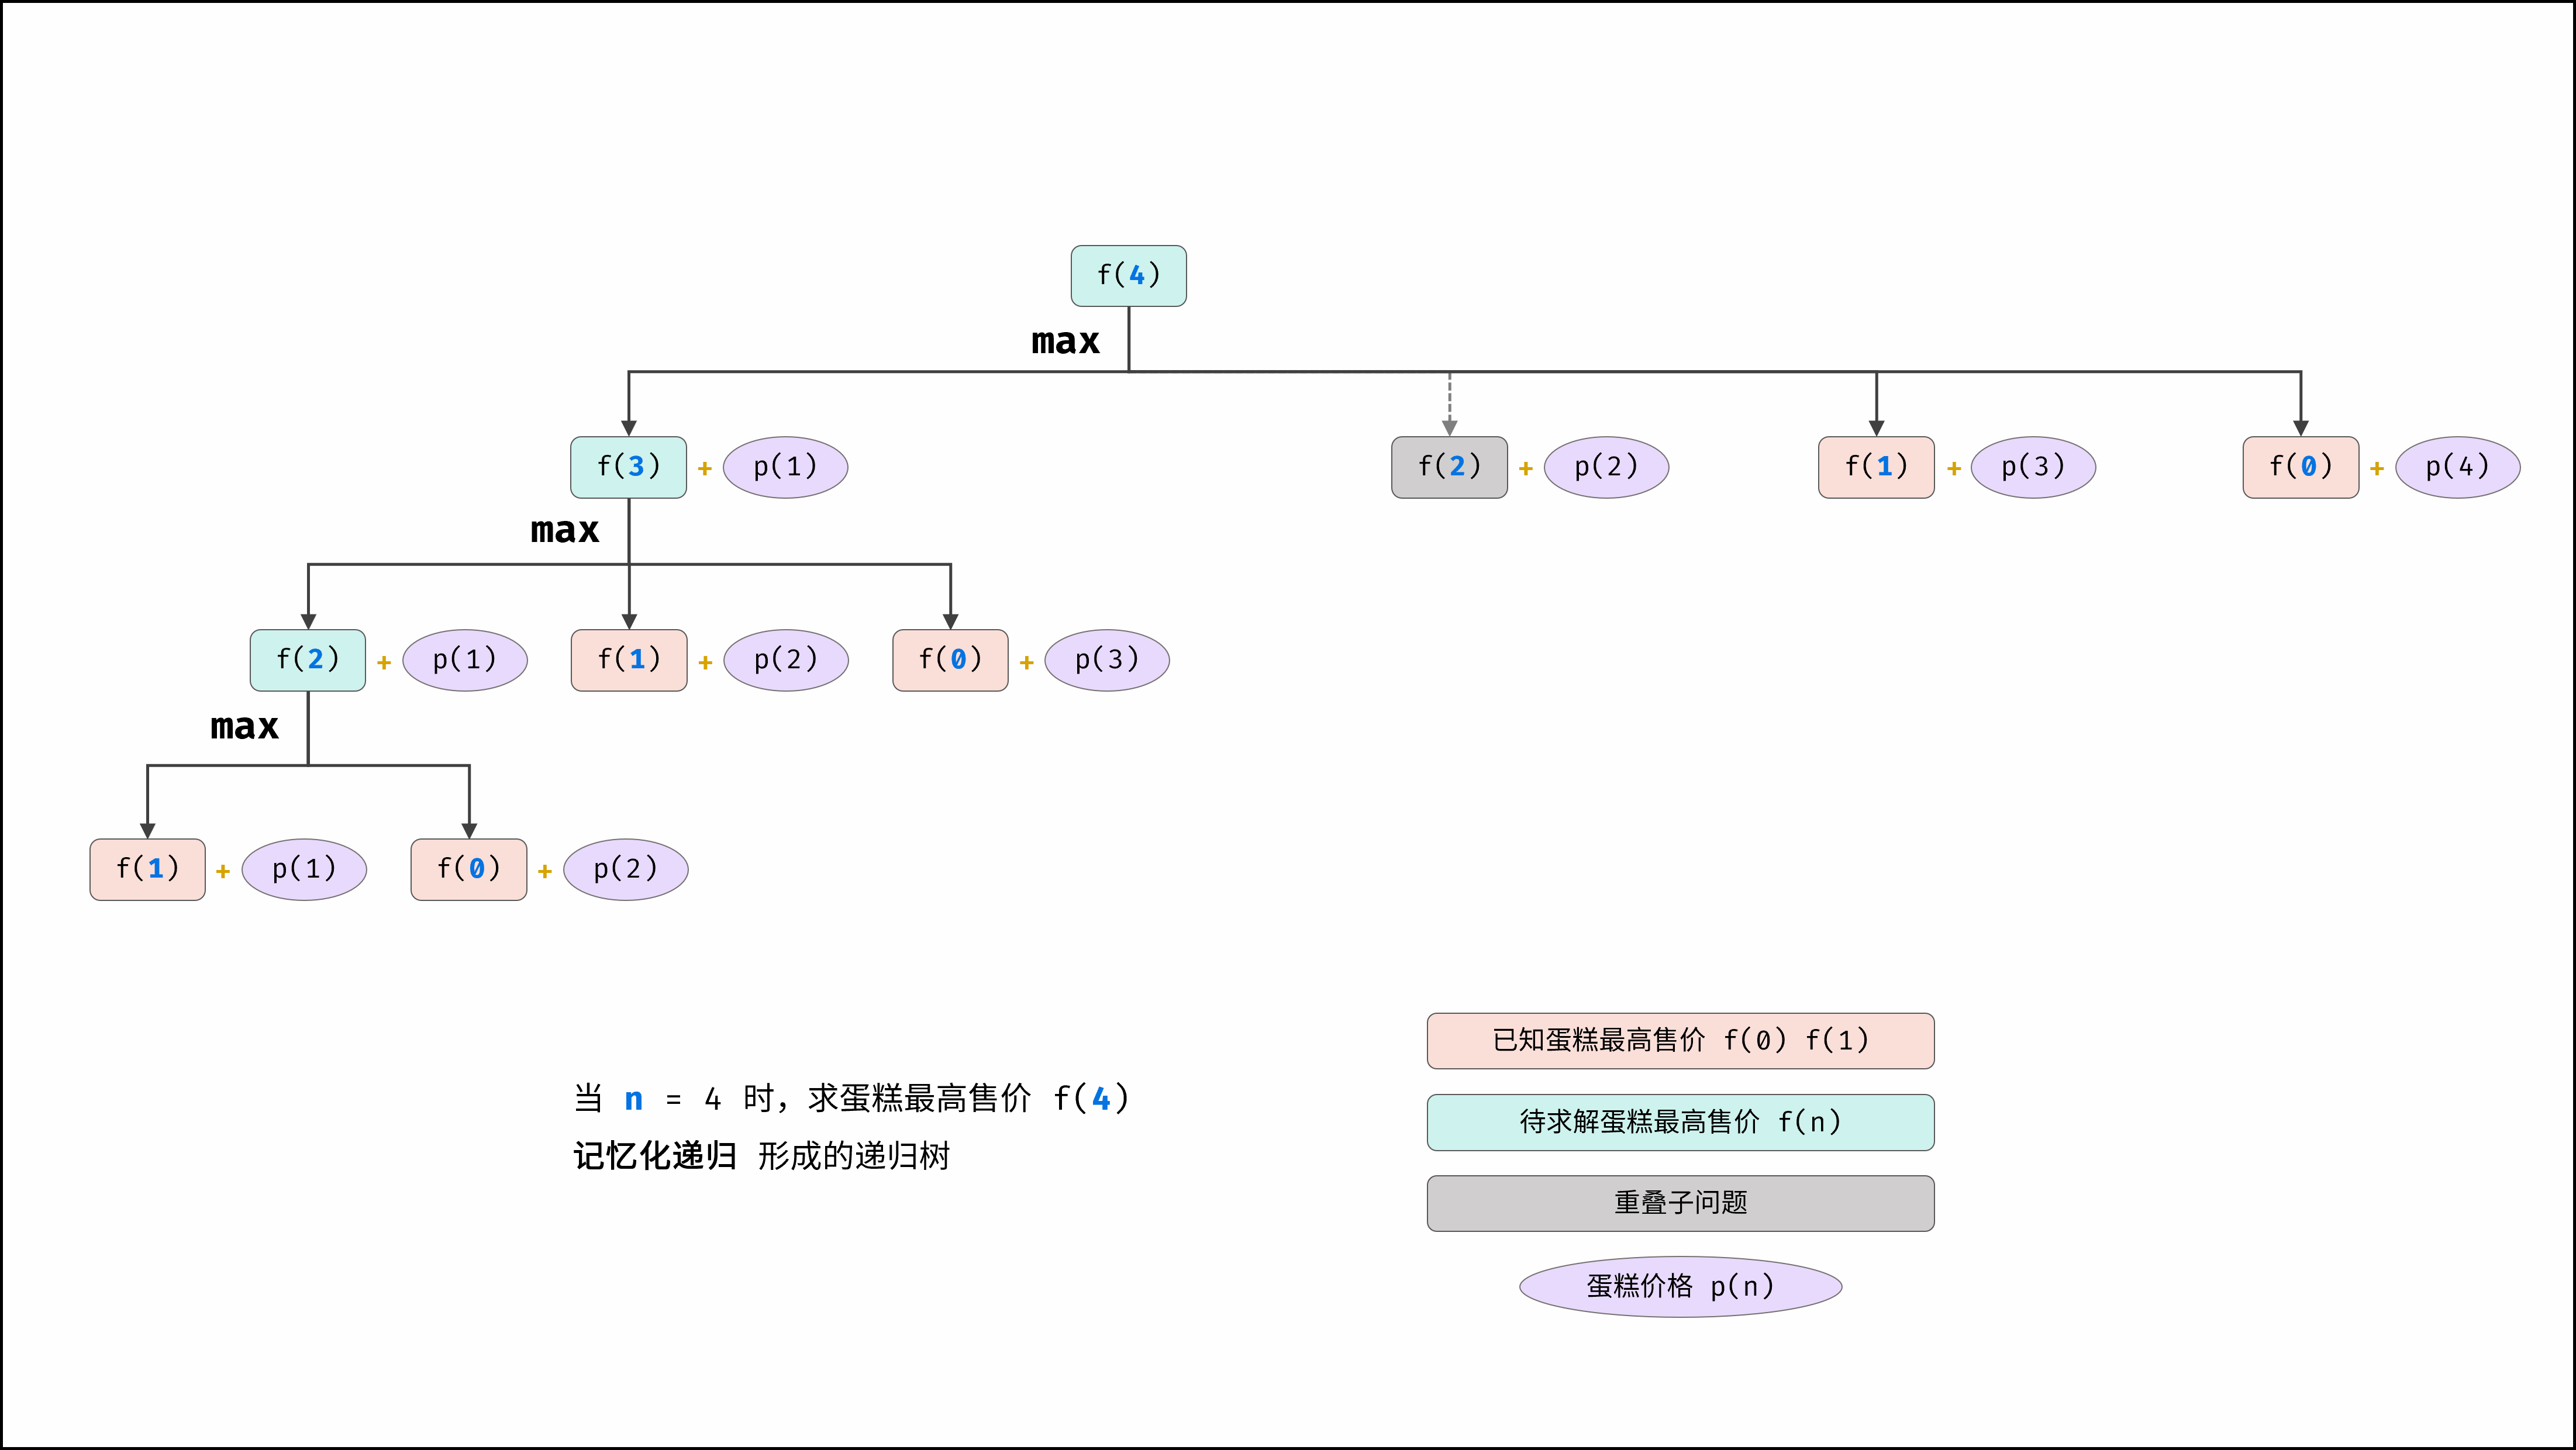 f(4)
max
f(3) + p(1)
f(2) + p(2)
f(1) + p(3)
f(0) + p(4)
max
f(2) + p(1)
f(1) + p(2)
f(0) + p(3)
max
f(1) + p(1)
f(0) + p(2)
当 n = 4 时，求蛋糕最高售价 f(4)
记忆化递归 形成的递归树
已知蛋糕最高售价 f(0) f(1)
待求解蛋糕最高售价 f(n)
重叠子问题
蛋糕价格 p(n)